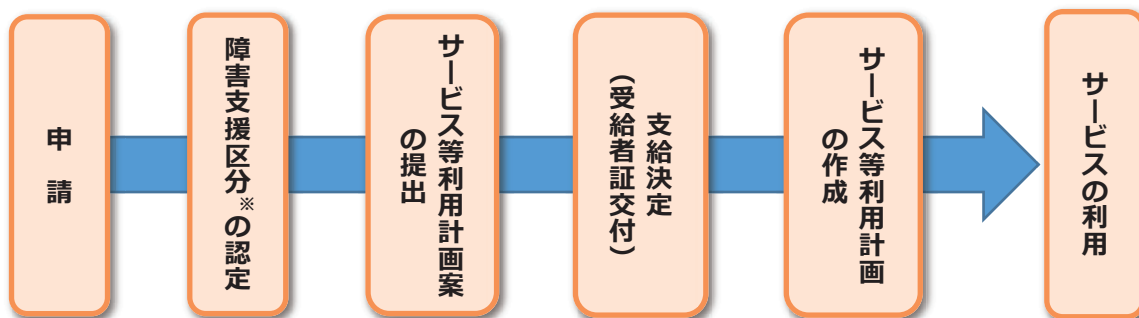 申請
障害支援区分※の認定
サービス等利用計画案
の提出
支給決定
(受給者証交付)
サービス等利用計画
の作成
サービスの利用